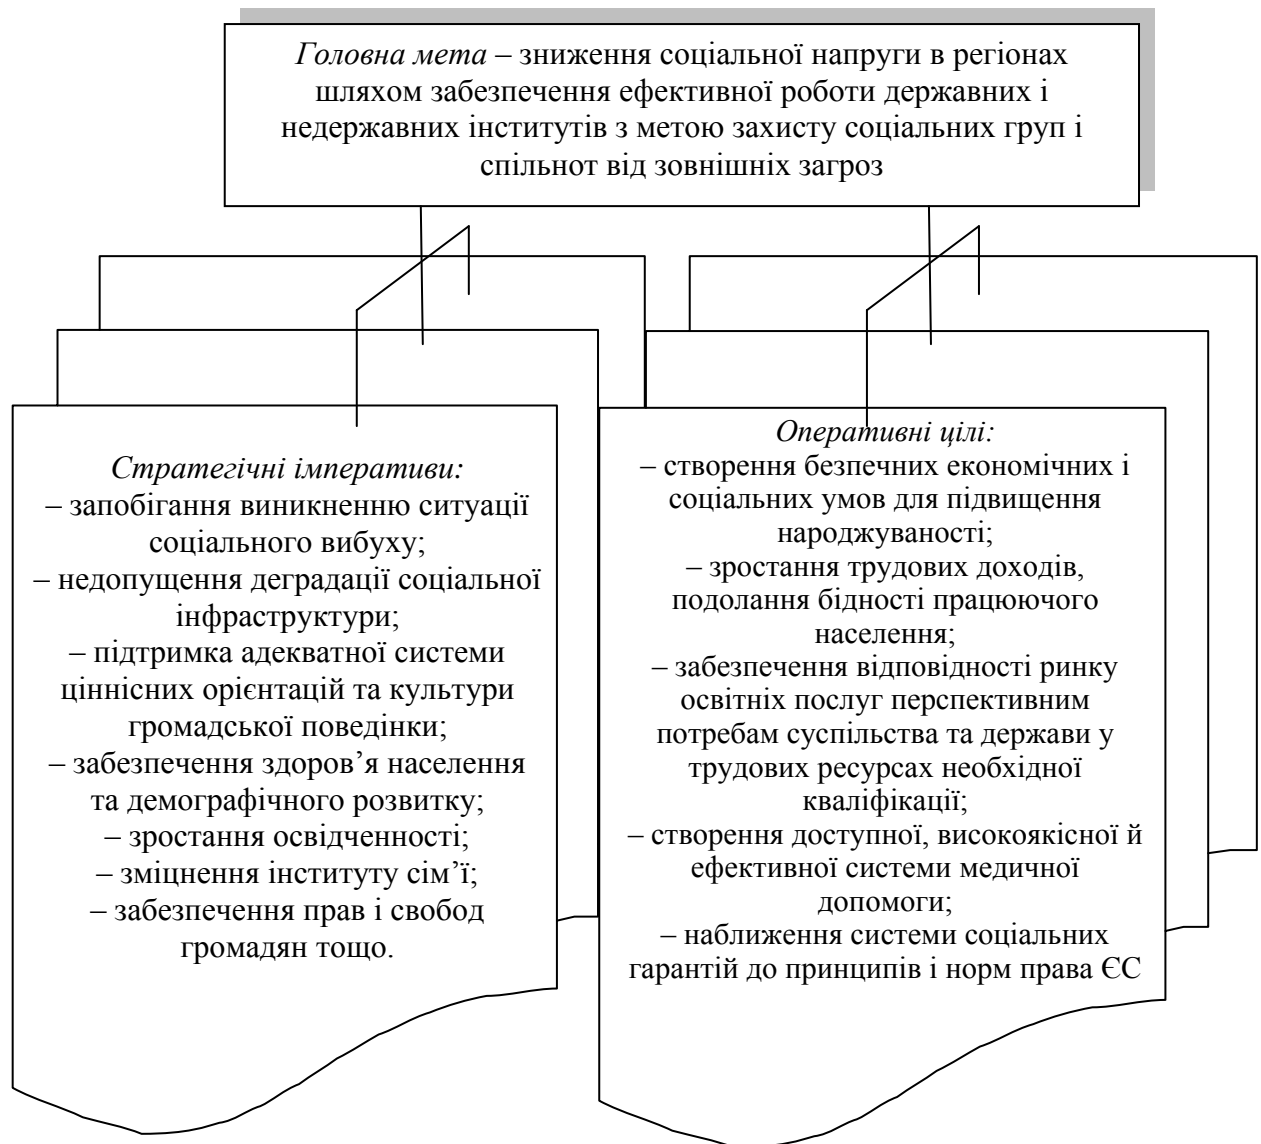 Головна мета – зниження соціальної напруги в регіонах
шляхом забезпечення ефективної роботи державних і
недержавних інститутів з метою захисту соціальних груп і
спільнот від зовнішніх загроз
Стратегічні імперативи:
– запобігання виникненню ситуації
соціального вибуху;
– недопущення деградації соціальної
інфраструктури;
– підтримка адекватної системи
ціннісних орієнтацій та культури
громадської поведінки;
– забезпечення здоров’я населення
та демографічного розвитку;
– зростання освідченності;
– зміцнення інституту сім’ї;
– забезпечення прав і свобод
громадян тощо.
Оперативні цілі:
– створення безпечних економічних і
соціальних умов для підвищення
народжуваності;
– зростання трудових доходів,
подолання бідності працюючого
населення;
– забезпечення відповідності ринку
освітніх послуг перспективним
потребам суспільства та держави у
трудових ресурсах необхідної
кваліфікації;
– створення доступної, високоякісної й
ефективної системи медичної
допомоги;
– наближення системи соціальних
гарантій до принципів і норм права ЄС